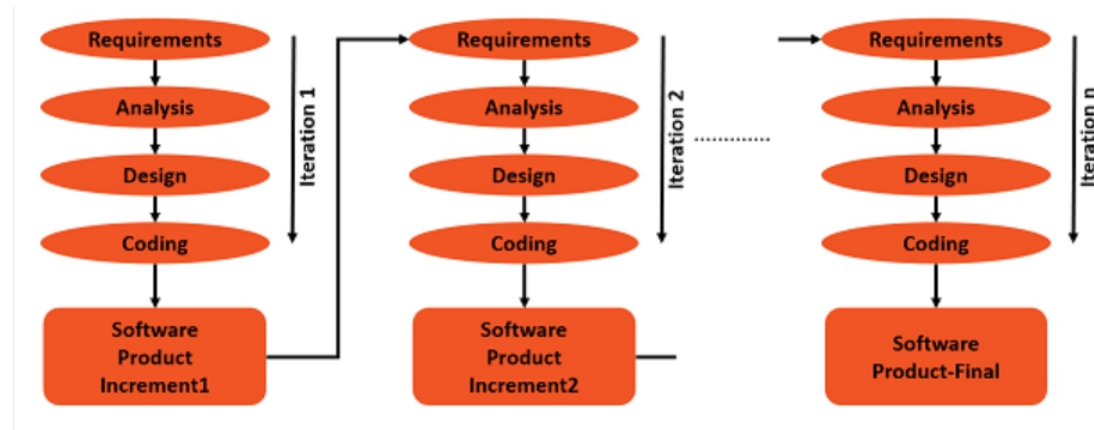 Requirements
Analysis
Design
Coding
Software
Product
Increment1
Iteration 1
Requirements
Analysis
Design
Coding
Software
Product
Increment2
Iteration 2
Requirements
Analysis
Design
Coding
Software
Product-Final
Iteration n